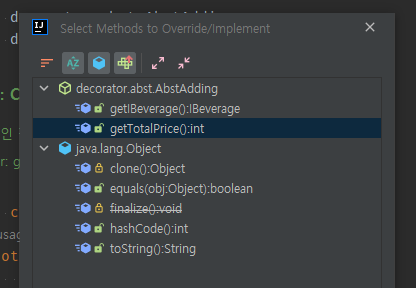 Select Methods to Override/Implement
decorator.abst.AbstAdding
getIBeverage():IBeverage
getTotalPrice():int
java.lang.Object
clone():Object
equals(obj:Object):boolean
finalize():void
hashCode():int
toString():String